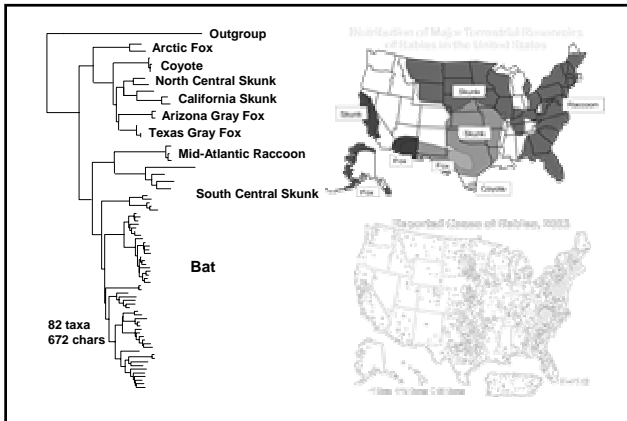 Outgroup
Arctic Fox
Coyote
North Central Skunk
California Skunk
Arizona Gray Fox
Texas Gray Fox
Mid-Atlantic Raccoon
South Central Skunk
Bat
82 taxa
672 chars
Distribution of Major Terrestrial Reservoirs
of Rabies in the United States
Skunk
Raccoon
Skunk
Skunk
Fox
Fox
Fox
Coyote
Reported Cases of Rabies,